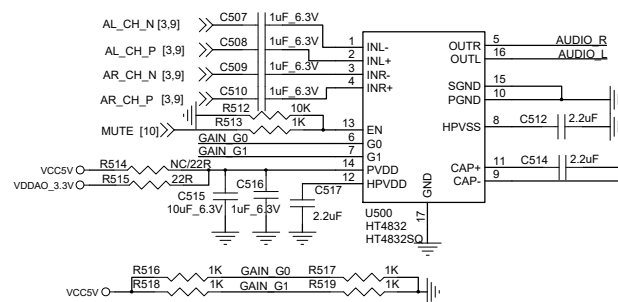 AL_CH_N [3,9] C507 1uF_6.3V
AL_CH_P [3,9] C508 1uF_6.3V
AR_CH_N [3,9] C509 1uF_6.3V
AR_CH_P [3,9] C510 1uF_6.3V
R512 10K
MUTE [10] R513 1K
GAIN_G0
GAIN_G1
VCC5V R514 NC/22R
VDDAO_3.3V R515 22R
C515
10uF_6.3V
C516
1uF_6.3V
C517
2.2uF
1 INL-
2 INL+
3 INR-
4 INR+
13 EN
6 G0
7 G1
14 PVDD
12 HPVDD
OUTR 5 AUDIO_R
OUTL 16 AUDIO_L
SGND 15
PGND 10
HPVSS 8 C512 2.2uF
CAP+ 11 C514 2.2uF
CAP- 9
GND
17
U500
HT4832
HT4832SQ
R516 1K GAIN_G0 R517 1K
VCC5V R518 1K GAIN_G1 R519 1K